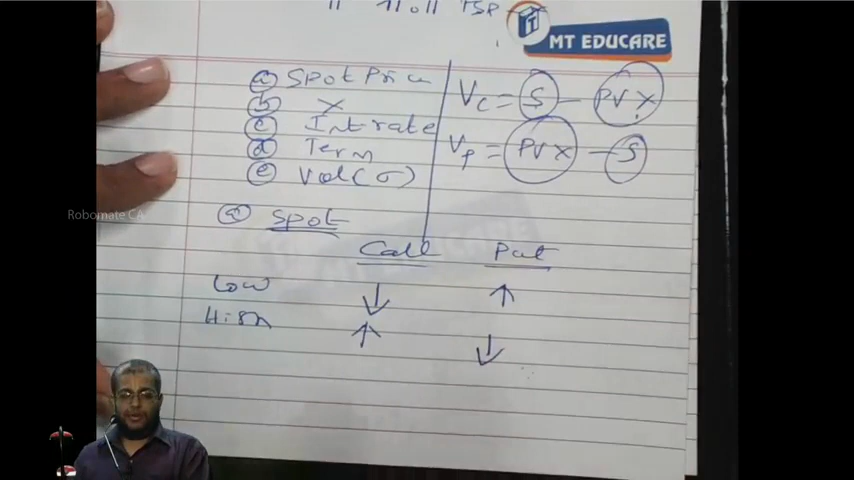 MT EDUCARE
(a) Spot Price
(b) X
(c) Int rate
(d) Term
(e) Vol (σ)
Vc = S - PV X
Vp = PV X - S
Robomate CA
(a) Spot
Call Put
Low ↓ ↑
High ↑ ↓